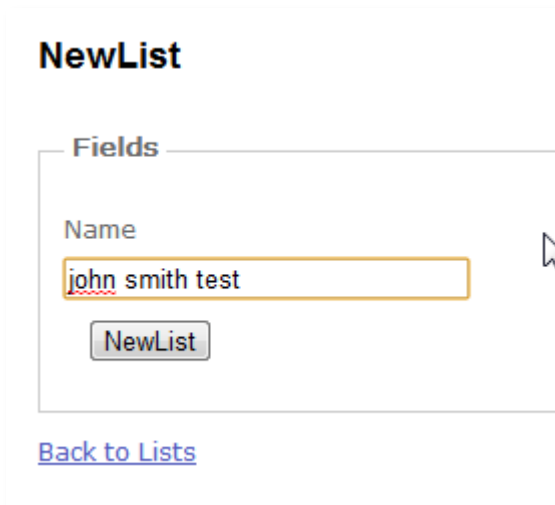 NewList
Fields
Name
john smith test
NewList
Back to Lists